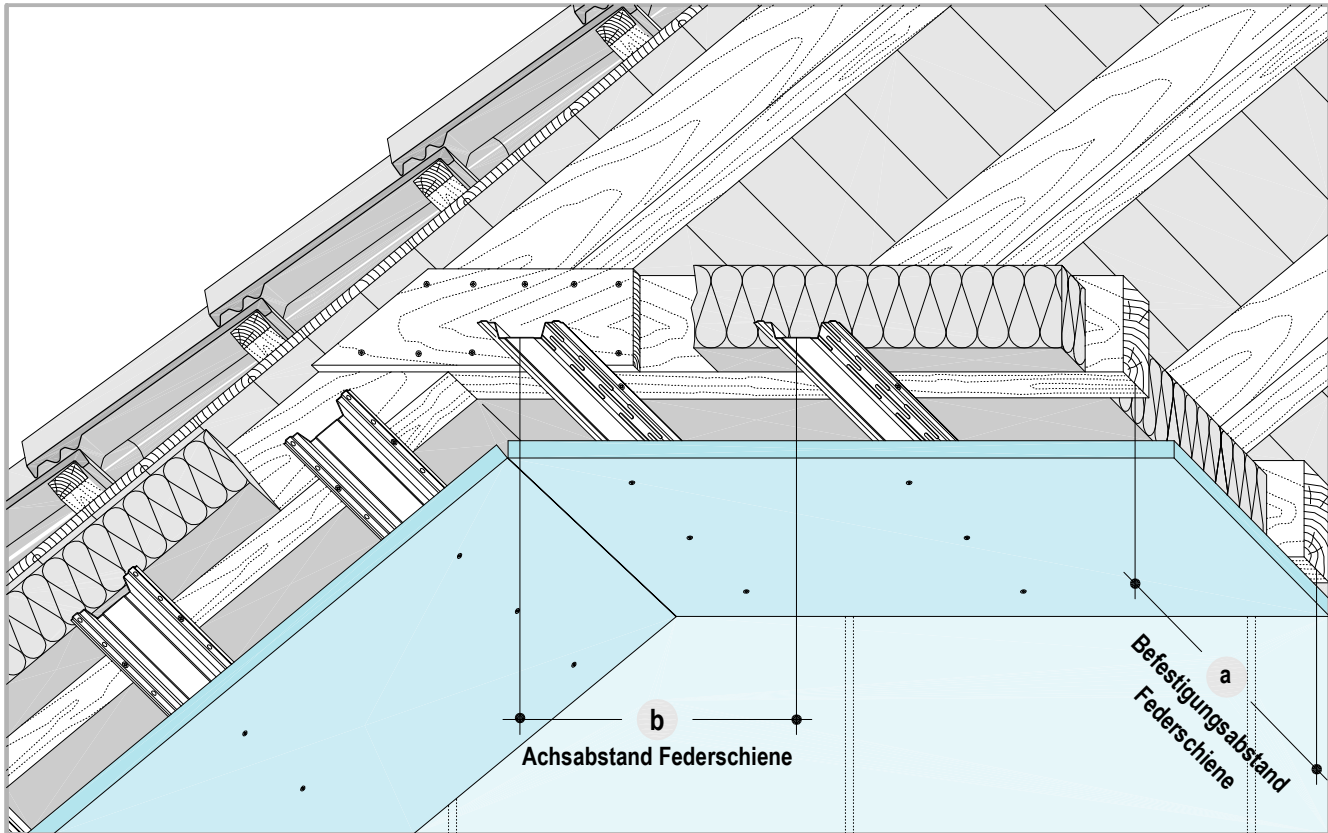 b
Achsabstand Federschiene
a
Befestigungsabstand
Federschiene